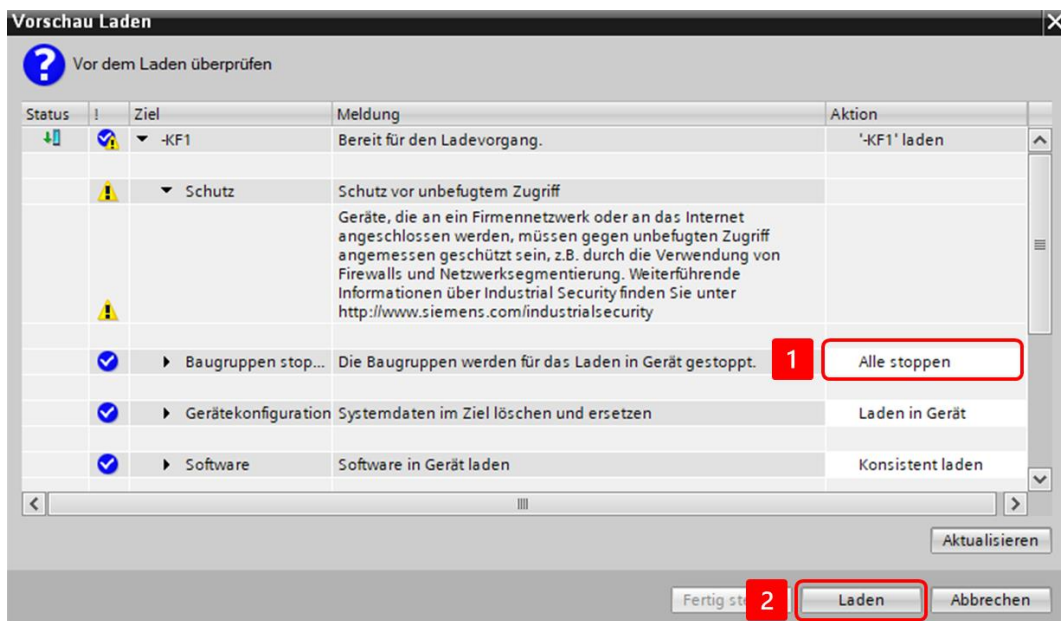 Vorschau Laden
Vor dem Laden überprüfen
Status ! Ziel Meldung Aktion
-KF1 Bereit für den Ladevorgang. '-KF1' laden
Schutz Schutz vor unbefugtem Zugriff
Geräte, die an ein Firmennetzwerk oder an das Internet
angeschlossen werden, müssen gegen unbefugten Zugriff
angemessen geschützt sein, z.B. durch die Verwendung von
Firewalls und Netzwerksegmentierung. Weiterführende
Informationen über Industrial Security finden Sie unter
http://www.siemens.com/industrialsecurity
Baugruppen stop... Die Baugruppen werden für das Laden in Gerät gestoppt. 1 Alle stoppen
Gerätekonfiguration Systemdaten im Ziel löschen und ersetzen Laden in Gerät
Software Software in Gerät laden Konsistent laden
Aktualisieren
Fertig 2 Laden Abbrechen